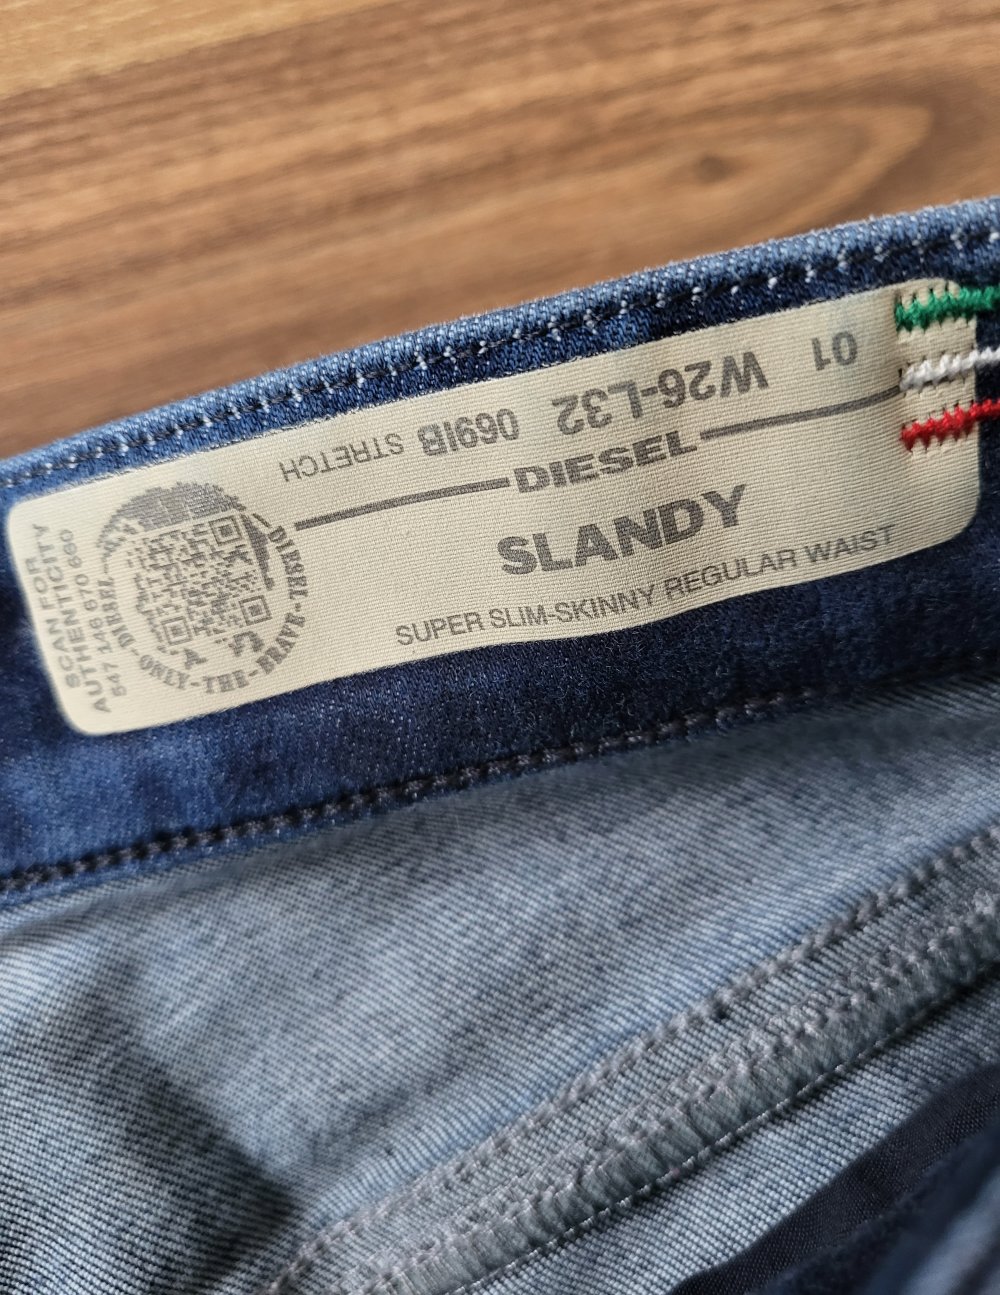 01 W26-L32 069IB STRETCH
DIESEL
SLANDY
SUPER SLIM-SKINNY REGULAR WAIST
SCAN FOR
AUTHENTICITY
547 146 670 660
DIESEL-ONLY-THE-BRAVE-DIESEL